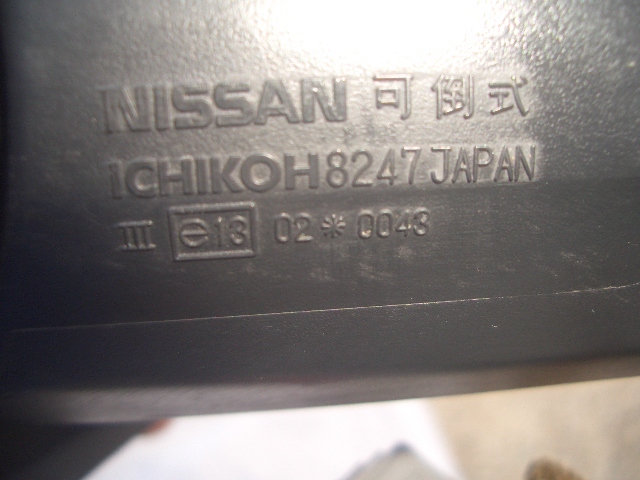 NISSAN 可倒式
ICHIKOH 8247 JAPAN
III e13 02 * 0043